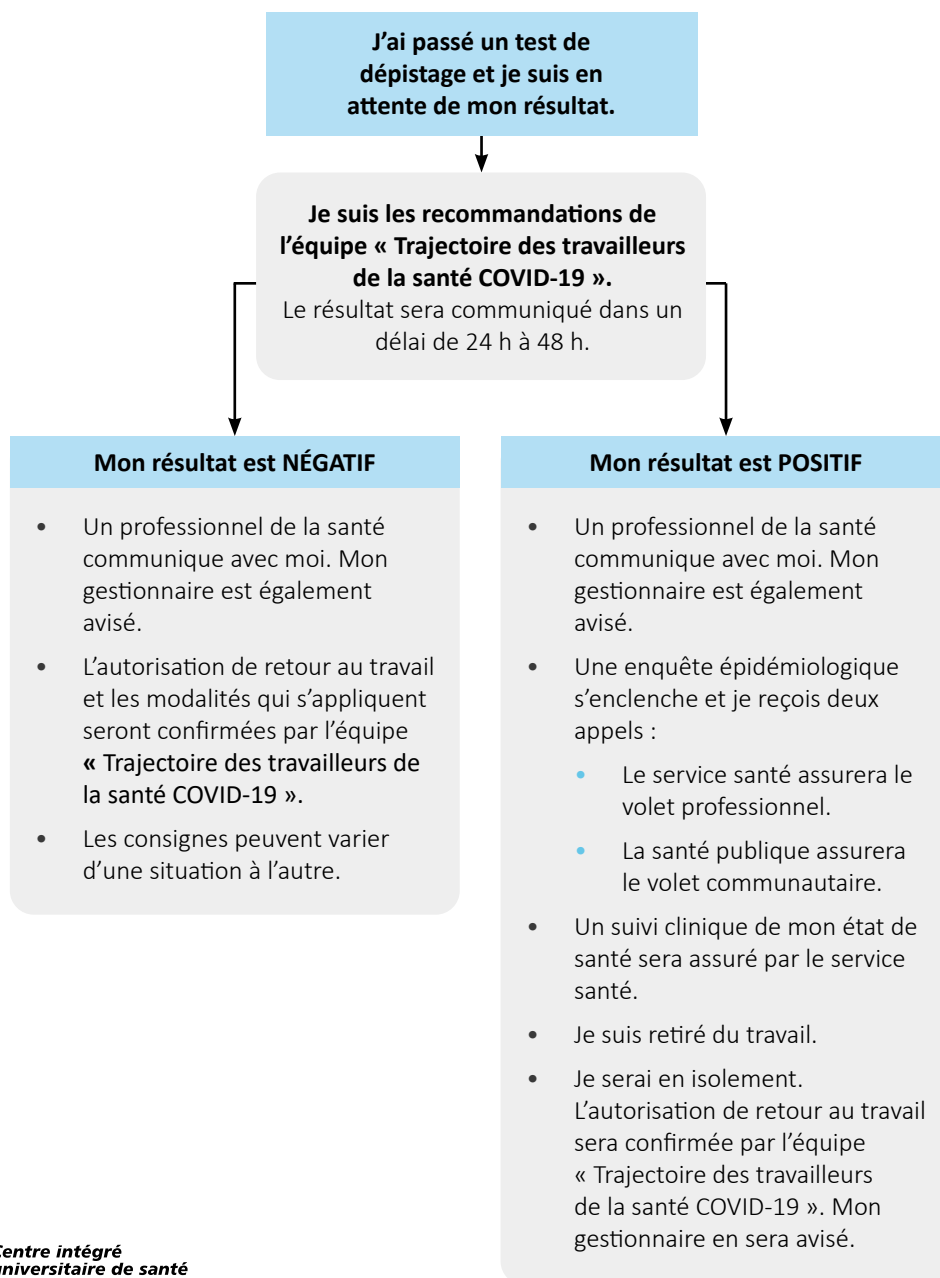 J'ai passé un test de
dépistage et je suis en
attente de mon résultat.
Je suis les recommandations de
l'équipe « Trajectoire des travailleurs
de la santé COVID-19 ».
Le résultat sera communiqué dans un
délai de 24 h à 48 h.
Mon résultat est NÉGATIF
• Un professionnel de la santé
communique avec moi. Mon
gestionnaire est également
avisé.
• L'autorisation de retour au travail
et les modalités qui s'appliquent
seront confirmées par l'équipe
« Trajectoire des travailleurs de
la santé COVID-19 ».
• Les consignes peuvent varier
d'une situation à l'autre.
Mon résultat est POSITIF
• Un professionnel de la santé
communique avec moi. Mon
gestionnaire est également
avisé.
• Une enquête épidémiologique
s'enclenche et je reçois deux
appels :
• Le service santé assurera le
volet professionnel.
• La santé publique assurera
le volet communautaire.
• Un suivi clinique de mon état de
santé sera assuré par le service
santé.
• Je suis retiré du travail.
• Je serai en isolement.
L'autorisation de retour au travail
sera confirmée par l'équipe
« Trajectoire des travailleurs
de la santé COVID-19 ». Mon
gestionnaire en sera avisé.
Centre intégré
universitaire de santé